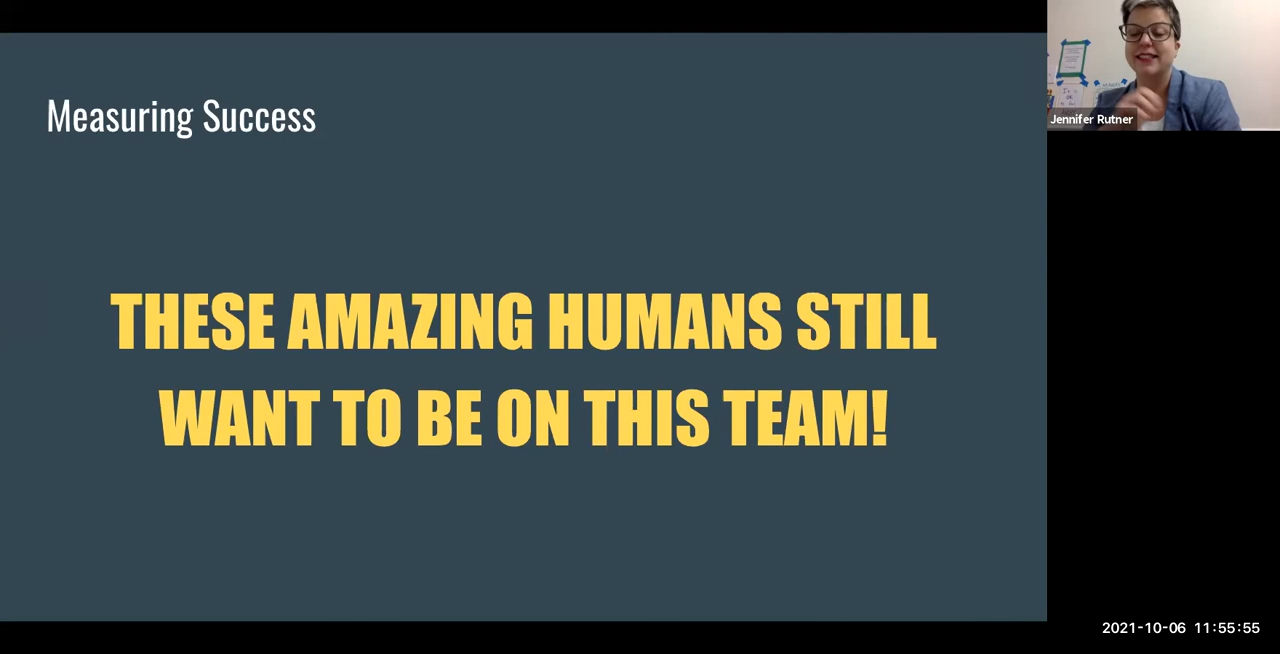 Measuring Success
THESE AMAZING HUMANS STILL
WANT TO BE ON THIS TEAM!
Jennifer Rutner
2021-10-06 11:55:55